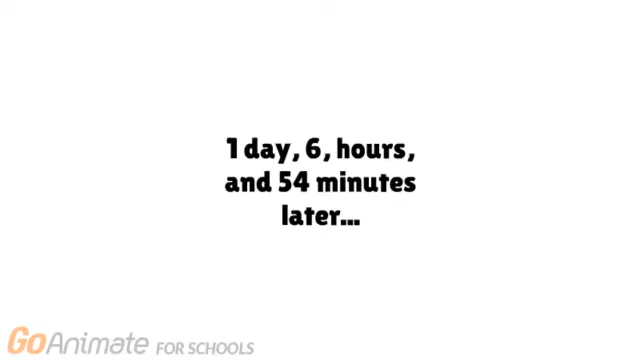 1 day, 6, hours,
and 54 minutes
later...
GoAnimate FOR SCHOOLS